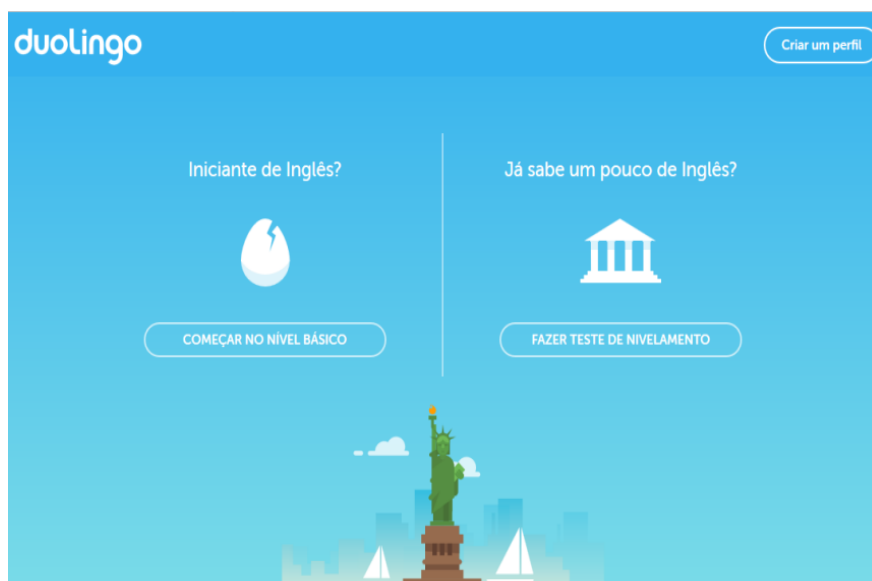 duolingo
Criar um perfil
Iniciante de Inglês?
Já sabe um pouco de Inglês?
COMEÇAR NO NÍVEL BÁSICO
FAZER TESTE DE NIVELAMENTO